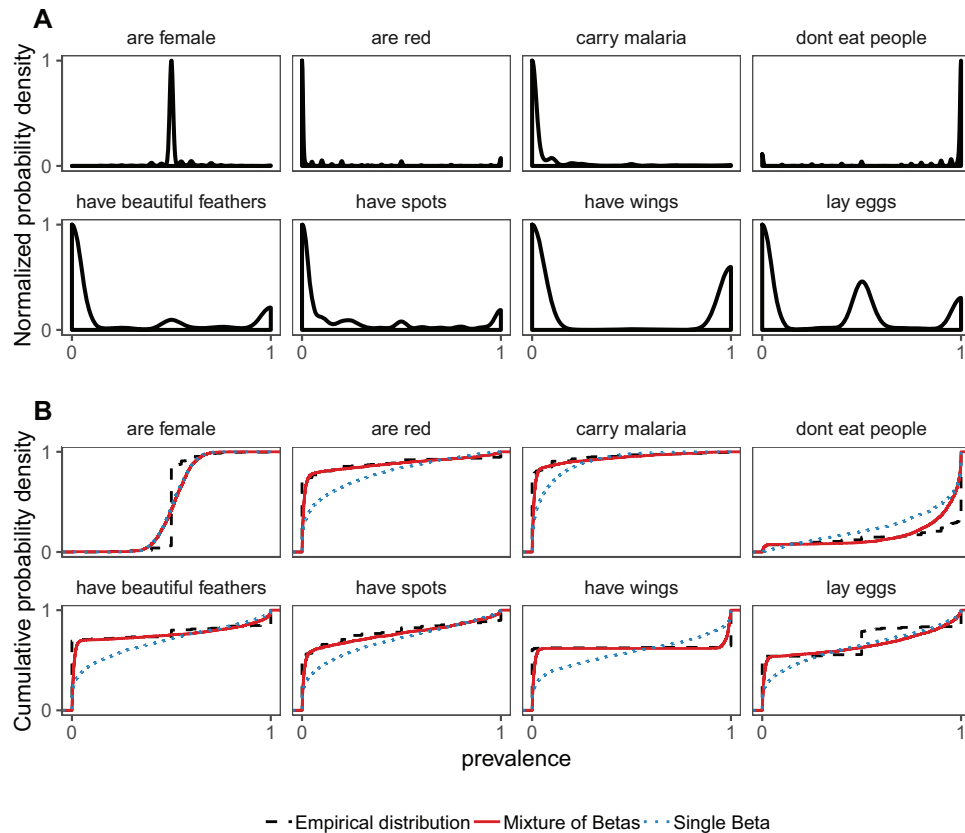 A
are female
are red
carry malaria
dont eat people
1
0
have beautiful feathers
have spots
have wings
lay eggs
1
0
0 1 0 1 0 1 0 1
Normalized probability density
B
are female
are red
carry malaria
dont eat people
1
0
have beautiful feathers
have spots
have wings
lay eggs
1
0
0 1 0 1 0 1 0 1
Cumulative probability density
prevalence
Empirical distribution Mixture of Betas Single Beta